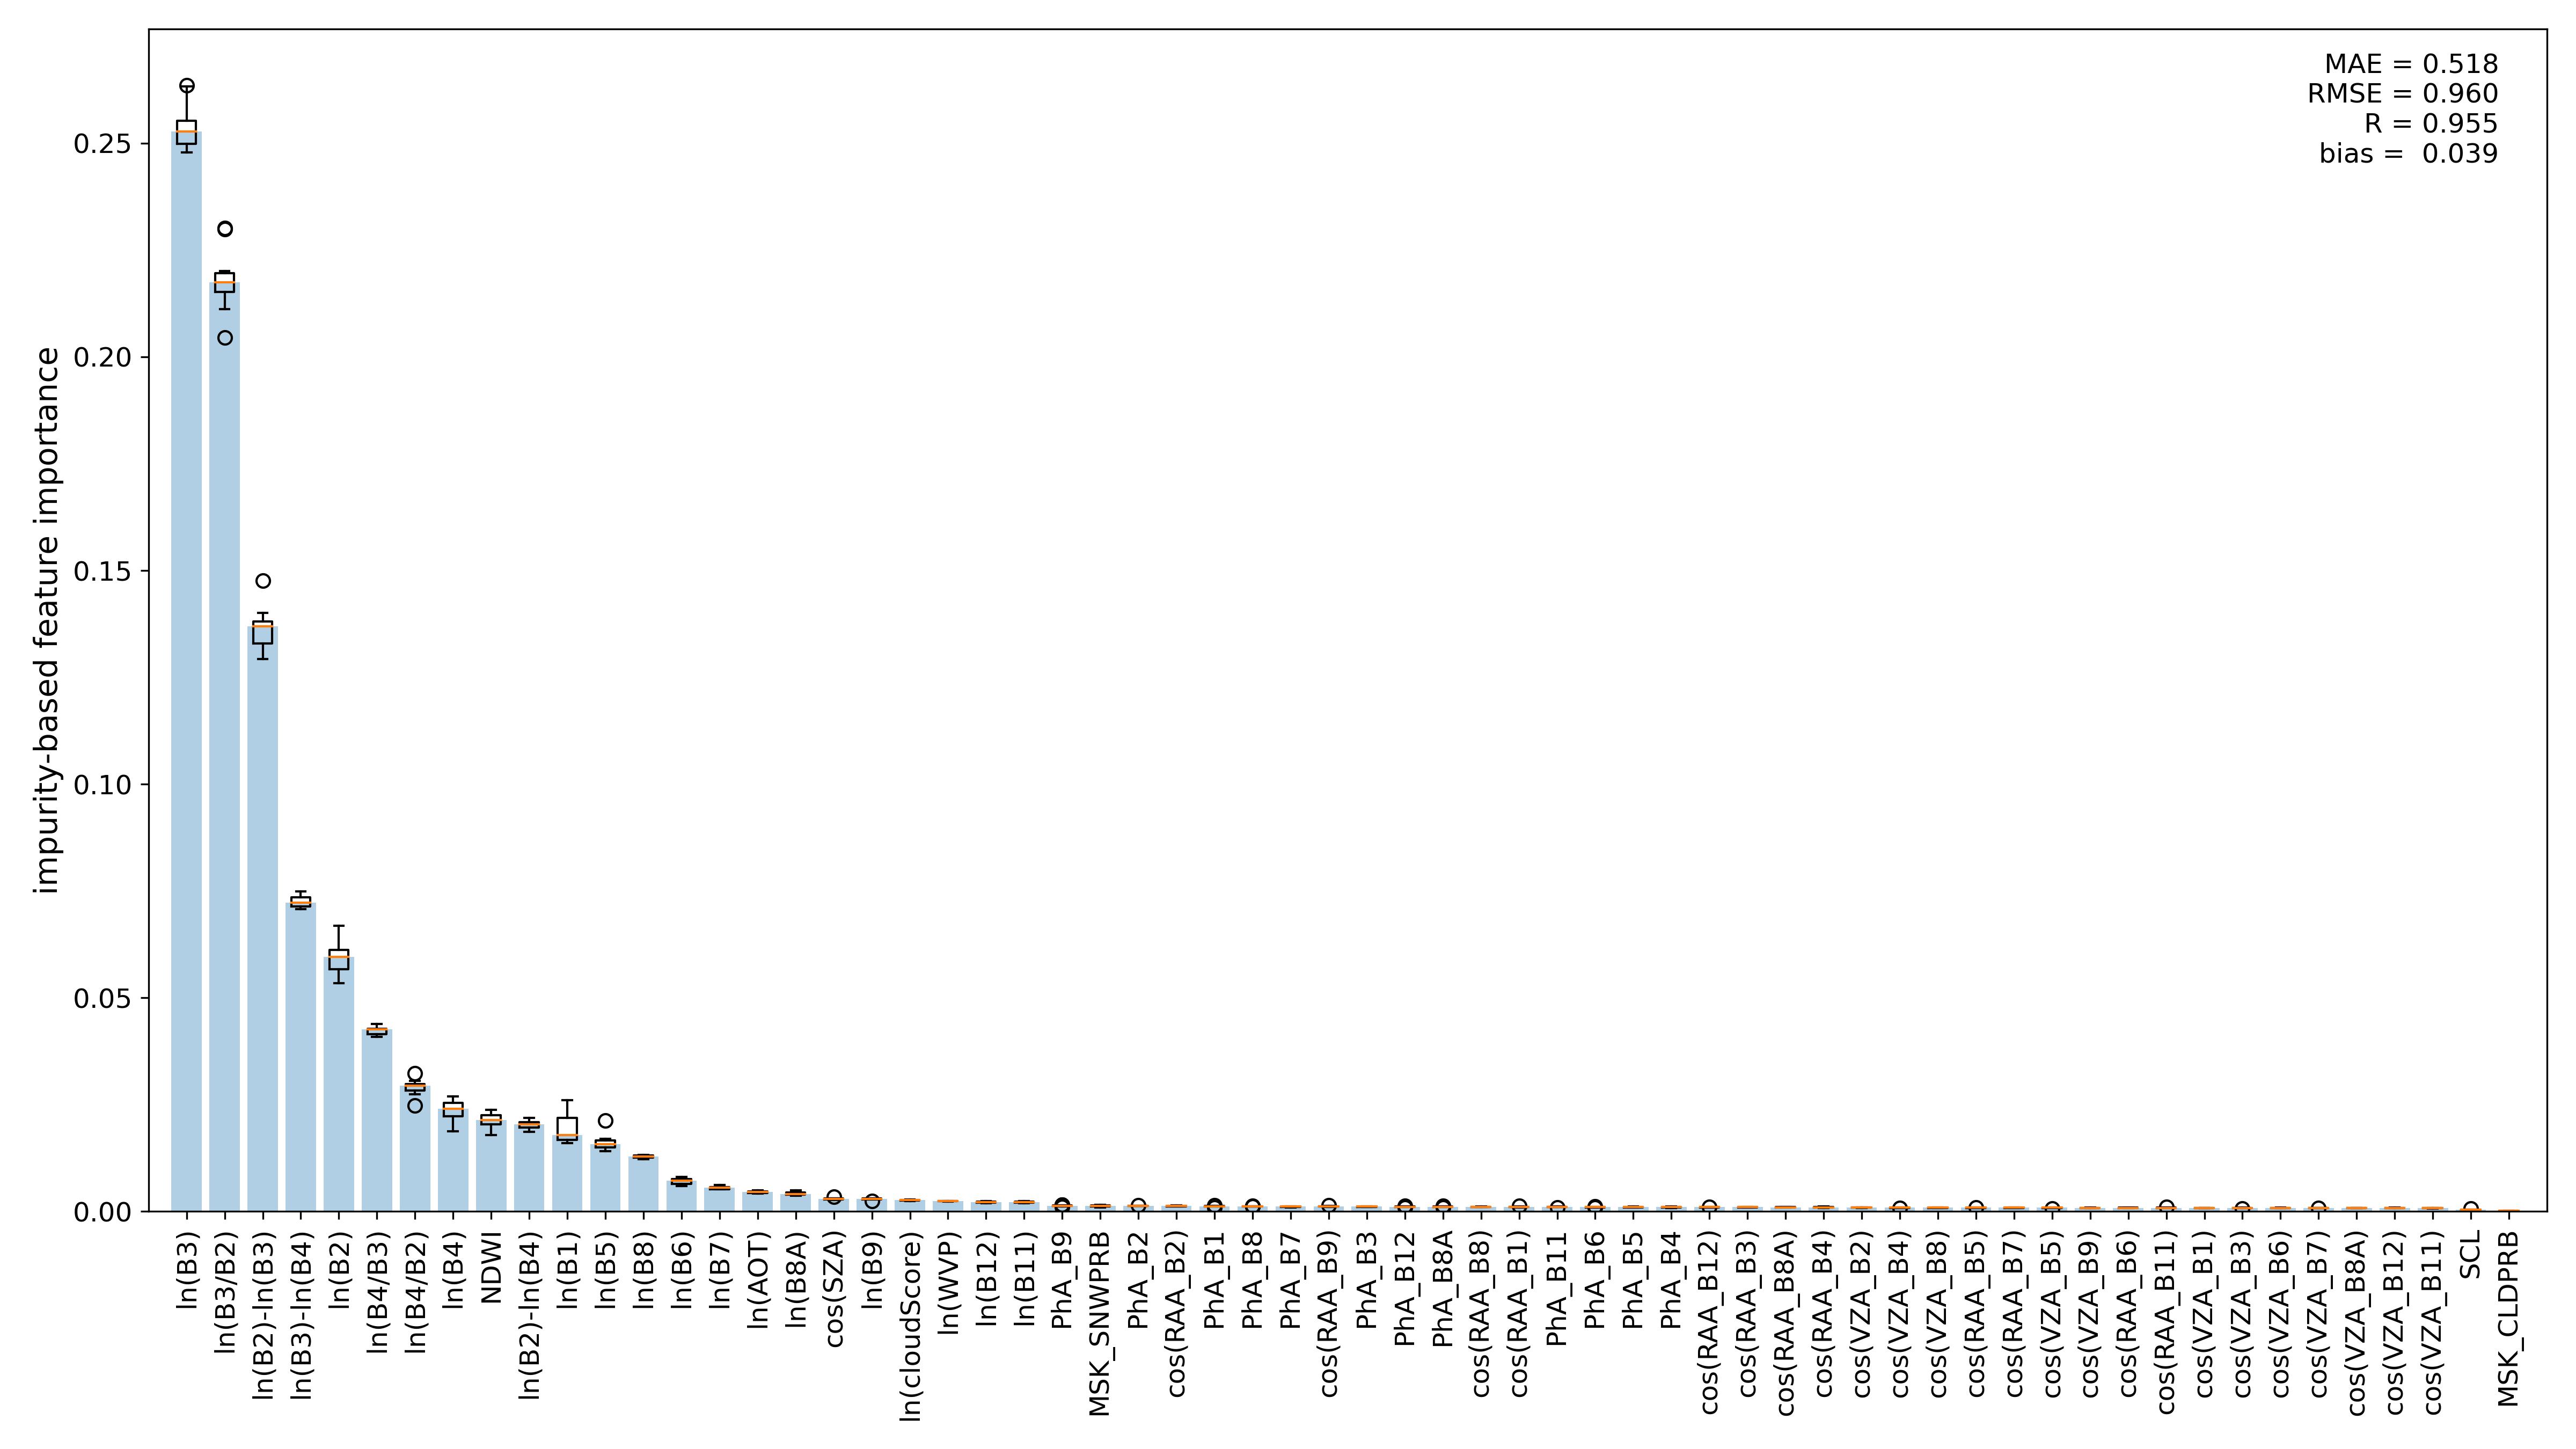 MAE = 0.518
RMSE = 0.960
R = 0.955
bias =  0.039
impurity-based feature importance
0.25
0.20
0.15
0.10
0.05
0.00
ln(B3)
ln(B3/B2)
ln(B2)-ln(B3)
ln(B3)-ln(B4)
ln(B2)
ln(B4/B3)
ln(B4/B2)
ln(B4)
NDWI
ln(B2)-ln(B4)
ln(B1)
ln(B5)
ln(B8)
ln(B6)
ln(B7)
ln(AOT)
ln(B8A)
cos(SZA)
ln(B9)
ln(cloudScore)
ln(WVP)
ln(B12)
ln(B11)
PhA_B9
MSK_SNWPRB
PhA_B2
cos(RAA_B2)
PhA_B1
PhA_B8
PhA_B7
cos(RAA_B9)
PhA_B3
PhA_B12
PhA_B8A
cos(RAA_B8)
cos(RAA_B1)
PhA_B11
PhA_B6
PhA_B5
PhA_B4
cos(RAA_B12)
cos(RAA_B3)
cos(RAA_B8A)
cos(RAA_B4)
cos(VZA_B2)
cos(VZA_B4)
cos(VZA_B8)
cos(RAA_B5)
cos(RAA_B7)
cos(VZA_B5)
cos(VZA_B9)
cos(RAA_B6)
cos(RAA_B11)
cos(VZA_B1)
cos(VZA_B3)
cos(VZA_B6)
cos(VZA_B7)
cos(VZA_B8A)
cos(VZA_B12)
cos(VZA_B11)
SCL
MSK_CLDPRB